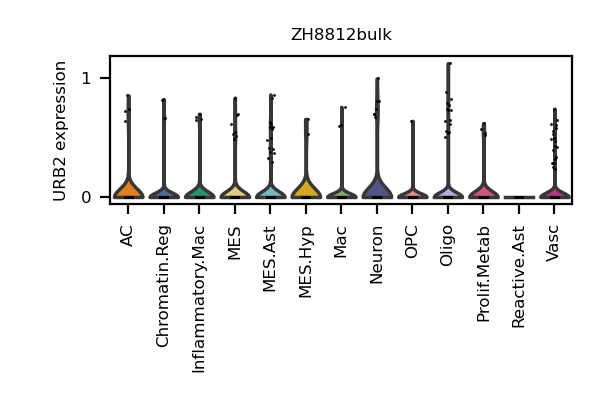 ZH8812bulk
URB2 expression
1
0
AC
Chromatin.Reg
Inflammatory.Mac
MES
MES.Ast
MES.Hyp
Mac
Neuron
OPC
Oligo
Prolif.Metab
Reactive.Ast
Vasc